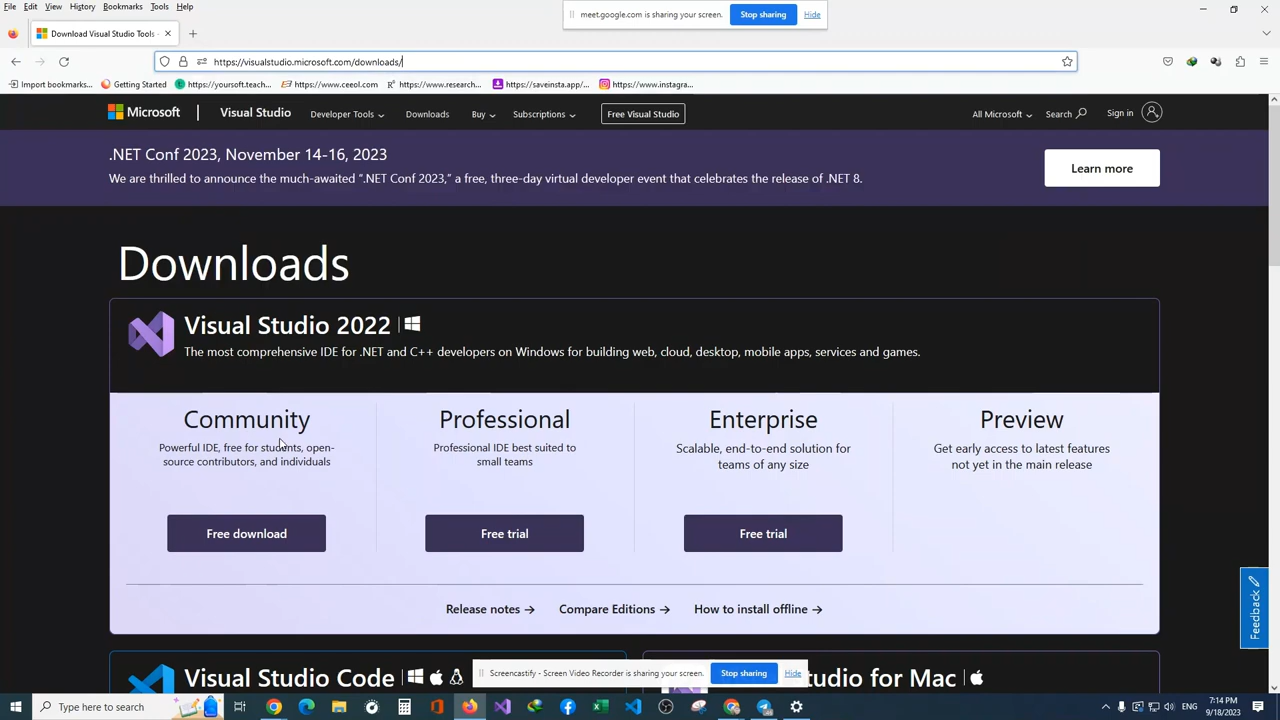 File Edit View History Bookmarks Tools Help
meet.google.com is sharing your screen. Stop sharing Hide
Download Visual Studio Tools -
https://visualstudio.microsoft.com/downloads/
Import bookmarks... Getting Started https://yoursoft.teach... https://www.ceeol.com https://www.research... https://saveinsta.app/... https://www.instagra...
Microsoft Visual Studio Developer Tools Downloads Buy Subscriptions Free Visual Studio All Microsoft Search Sign in
.NET Conf 2023, November 14-16, 2023
We are thrilled to announce the much-awaited “.NET Conf 2023,” a free, three-day virtual developer event that celebrates the release of .NET 8.
Learn more
Downloads
Visual Studio 2022
The most comprehensive IDE for .NET and C++ developers on Windows for building web, cloud, desktop, mobile apps, services and games.
Community
Powerful IDE, free for students, open-
source contributors, and individuals
Free download
Professional
Professional IDE best suited to
small teams
Free trial
Enterprise
Scalable, end-to-end solution for
teams of any size
Free trial
Preview
Get early access to latest features
not yet in the main release
Release notes → Compare Editions → How to install offline →
Feedback
Visual Studio Code
tudio for Mac
Screencastify - Screen Video Recorder is sharing your screen. Stop sharing Hide
Type here to search
ENG
7:14 PM
9/18/2023